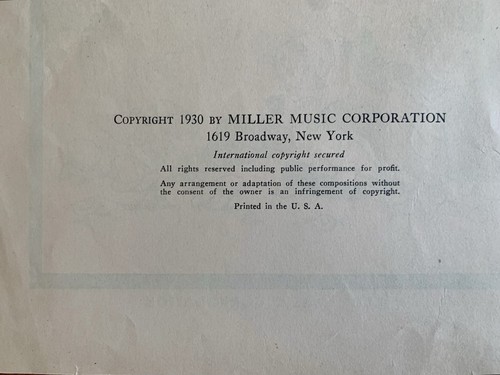 Copyright 1930 by MILLER MUSIC CORPORATION
1619 Broadway, New York
International copyright secured
All rights reserved including public performance for profit.
Any arrangement or adaptation of these compositions without
the consent of the owner is an infringement of copyright.
Printed in the U. S. A.